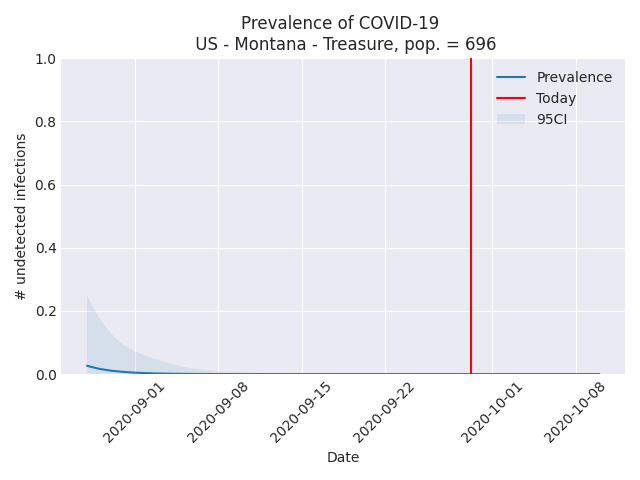 Prevalence of COVID-19
US - Montana - Treasure, pop. = 696
1.0
0.8
0.6
0.4
0.2
0.0
# undetected infections
Prevalence
Today
95CI
2020-09-01
2020-09-08
2020-09-15
2020-09-22
2020-10-01
2020-10-08
Date